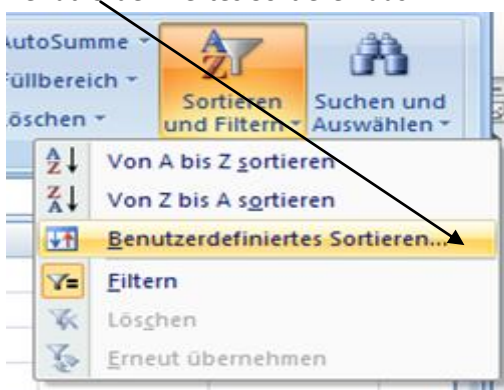 AutoSumme
Füllbereich
Löschen
Sortieren
und Filtern
Suchen und
Auswählen
Von A bis Z sortieren
Von Z bis A sortieren
Benutzerdefiniertes Sortieren...
Filtern
Löschen
Erneut übernehmen